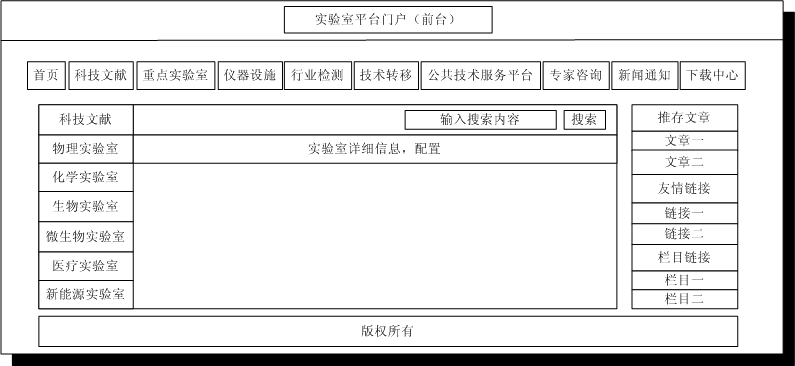 实验室平台门户（前台）
首页 科技文献 重点实验室 仪器设施 行业检测 技术转移 公共技术服务平台 专家咨询 新闻通知 下载中心
科技文献 输入搜索内容 搜索
物理实验室 实验室详细信息，配置
化学实验室
生物实验室
微生物实验室
医疗实验室
新能源实验室
推存文章
文章一
文章二
友情链接
链接一
链接二
栏目链接
栏目一
栏目二
版权所有